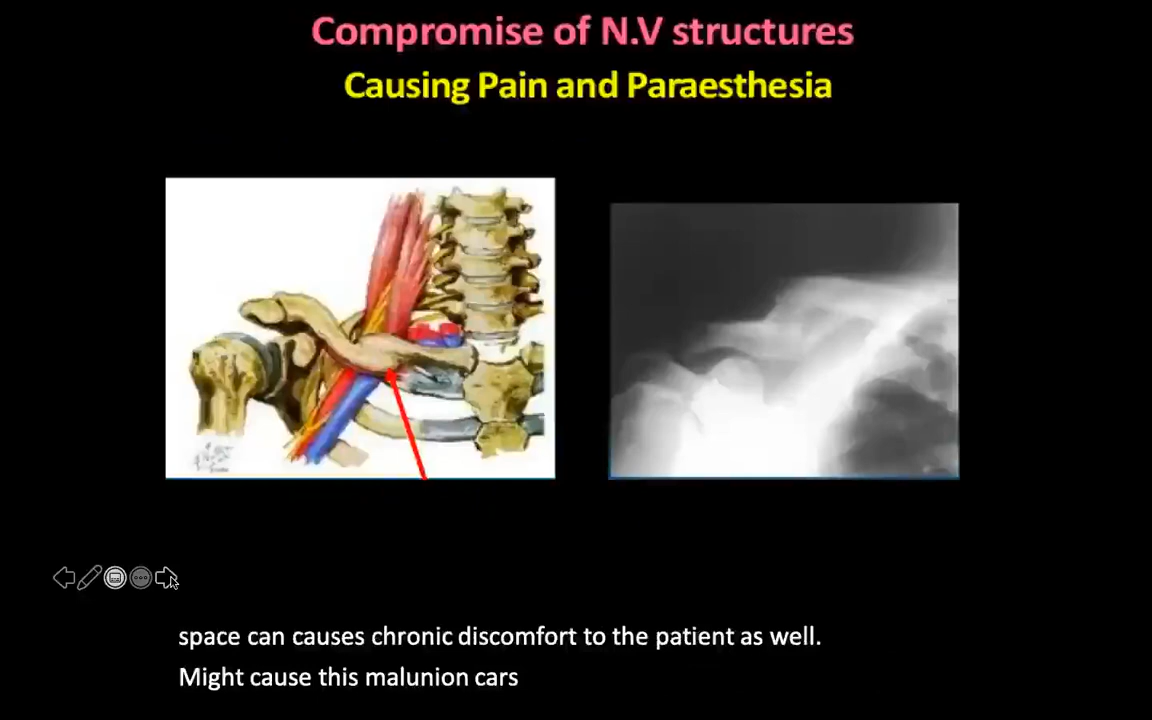 Compromise of N.V structures
Causing Pain and Paraesthesia
space can causes chronic discomfort to the patient as well.
Might cause this malunion cars